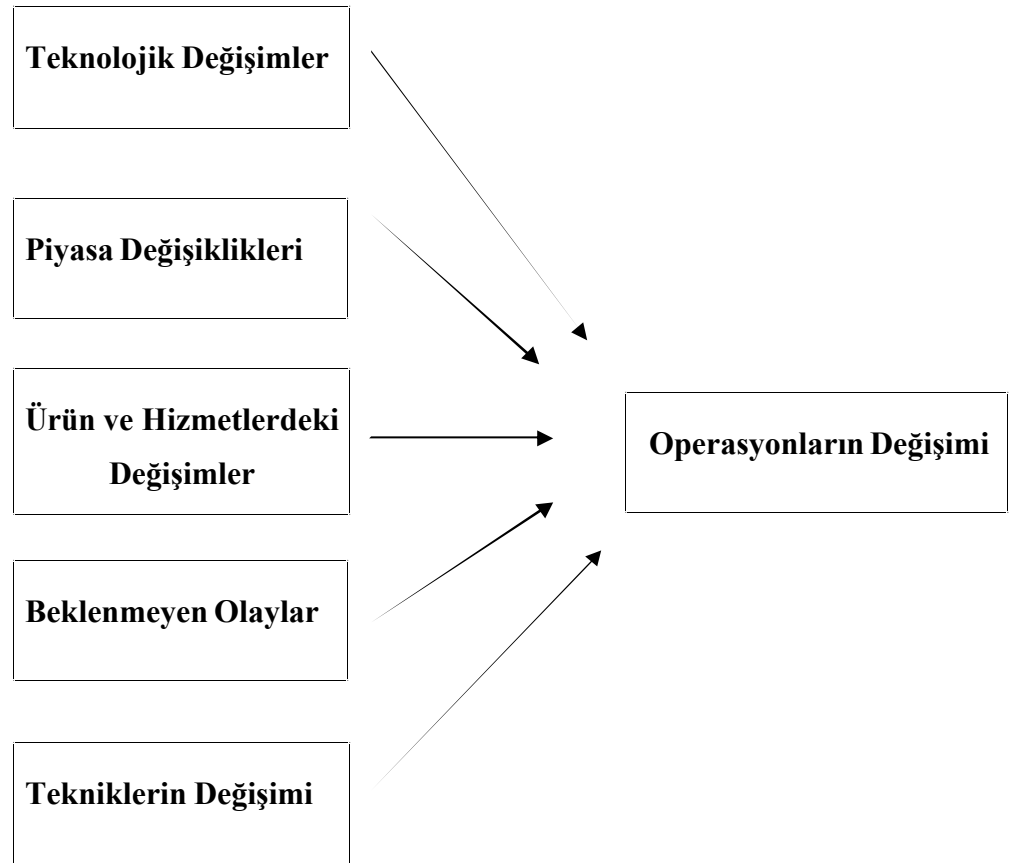 Teknolojik Değişimler
Piyasa Değişiklikleri
Ürün ve Hizmetlerdeki
Değişimler
Operasyonların Değişimi
Beklenmeyen Olaylar
Tekniklerin Değişimi